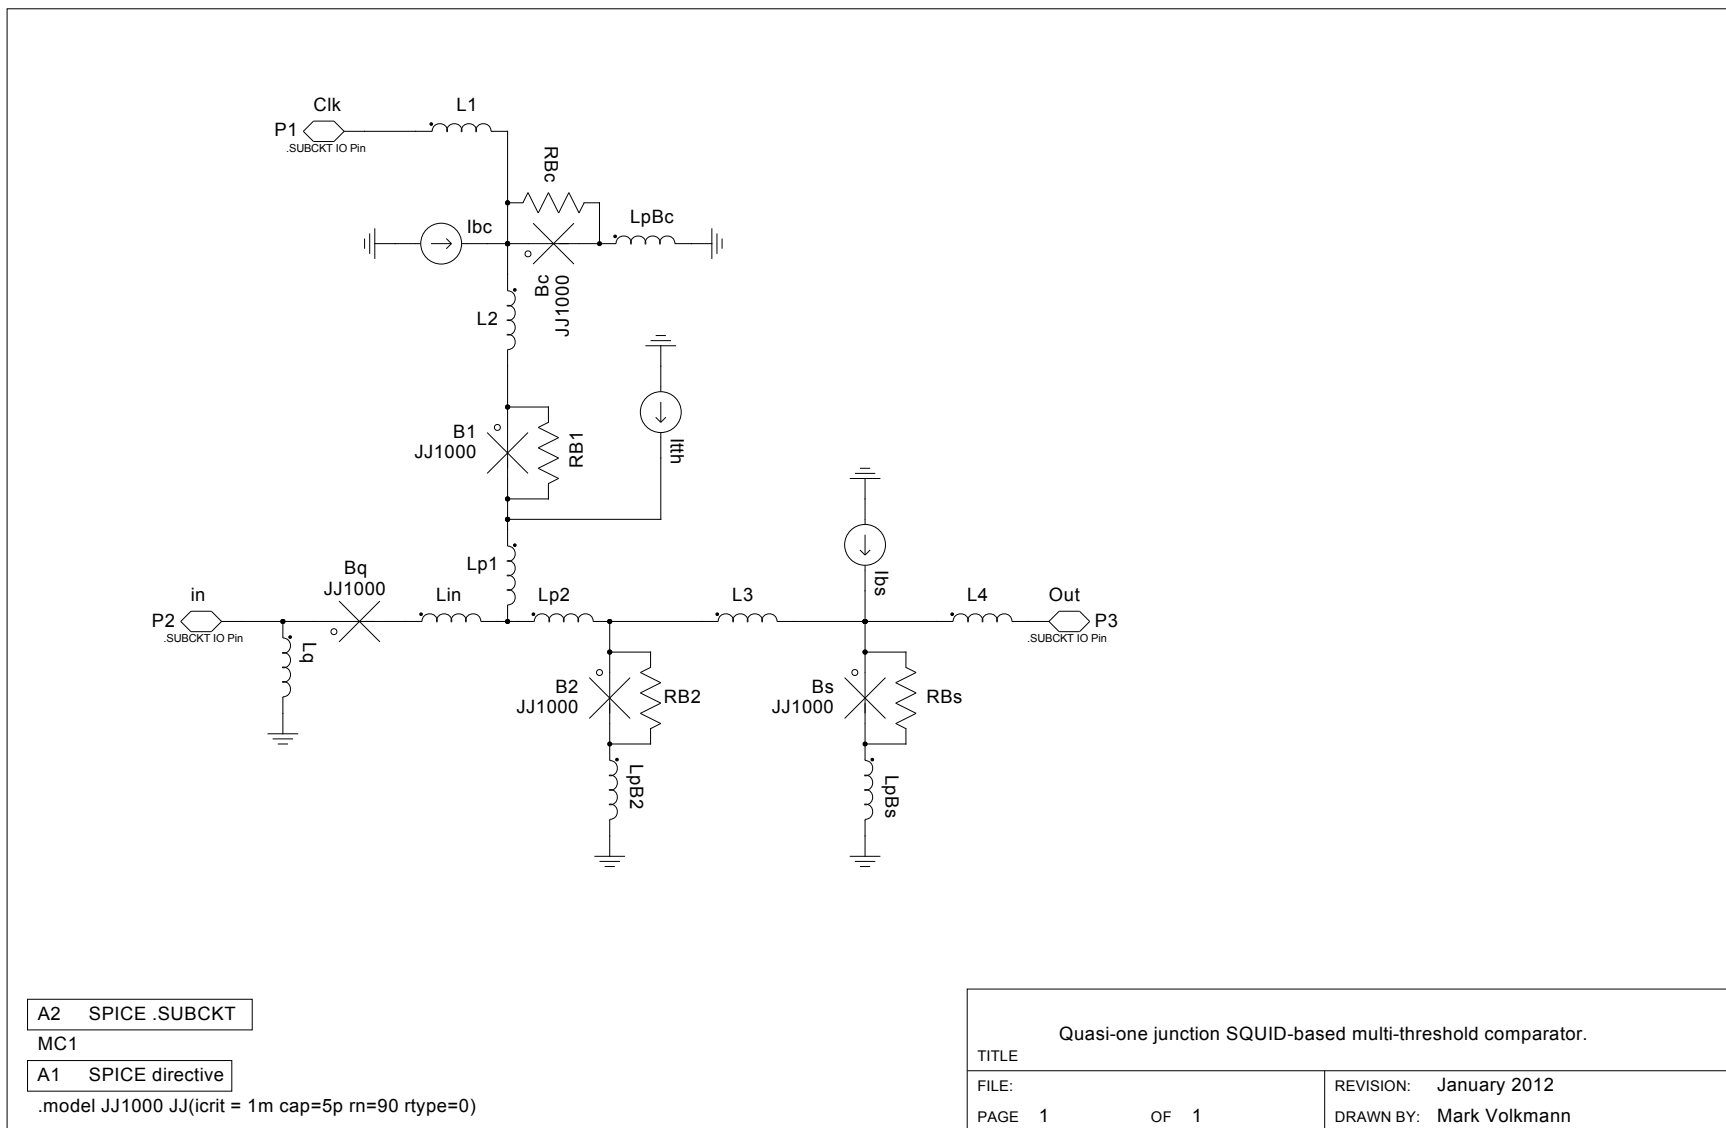 Clk
L1
P1
.SUBCKT IO Pin
RBc
Ibc
LpBc
Bc
JJ1000
L2
B1
JJ1000
RB1
Itth
Lp1
Bq
JJ1000
in
Lin
Lp2
L3
Ibs
L4
Out
P2
.SUBCKT IO Pin
P3
.SUBCKT IO Pin
Lq
B2
JJ1000
RB2
Bs
JJ1000
RBs
LpB2
LpBs
A2 SPICE .SUBCKT
MC1
A1 SPICE directive
.model JJ1000 JJ(icrit = 1m cap=5p rn=90 rtype=0)
Quasi-one junction SQUID-based multi-threshold comparator.
TITLE
FILE:
REVISION: January 2012
PAGE 1 OF 1
DRAWN BY: Mark Volkmann